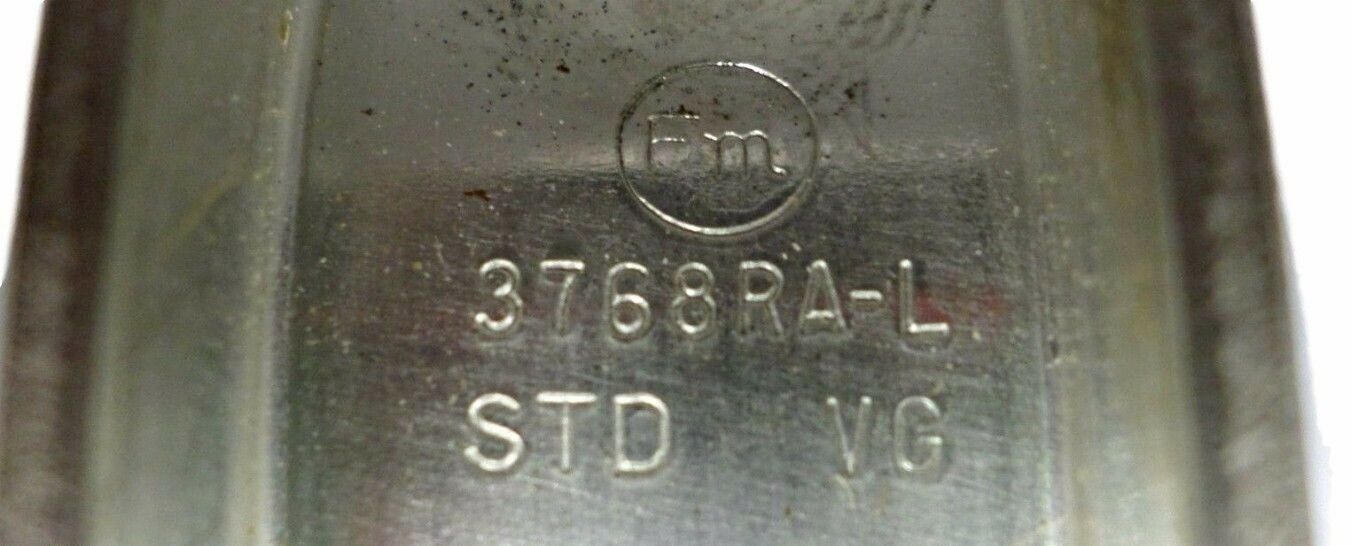 Fm
3768RA-L
STD VG